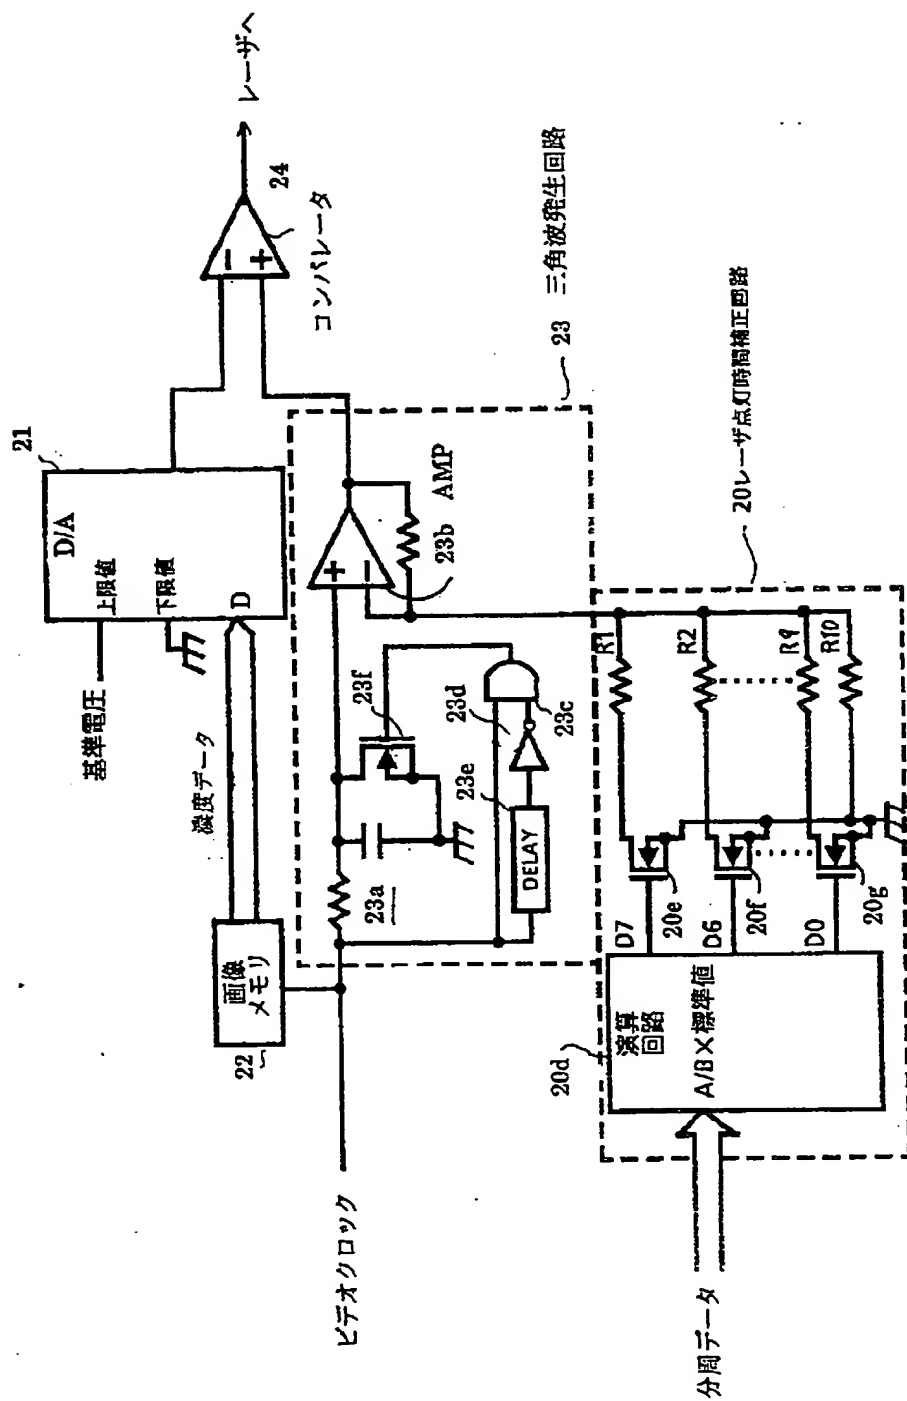 基準電圧
上限値
下限値
D/A
D
21
濃度データ
画像
メモリ
22
レーザへ
24
コンパレータ
ビデオクロック
23a
23b
AMP
23f
23d
23c
23e
DELAY
23 三角波発生回路
20レーザ点灯時間補正回路
分周データ
20d
演算
回路
A/B×標準値
D7
D6
D0
20e
20f
20g
R1
R2
R9
R10